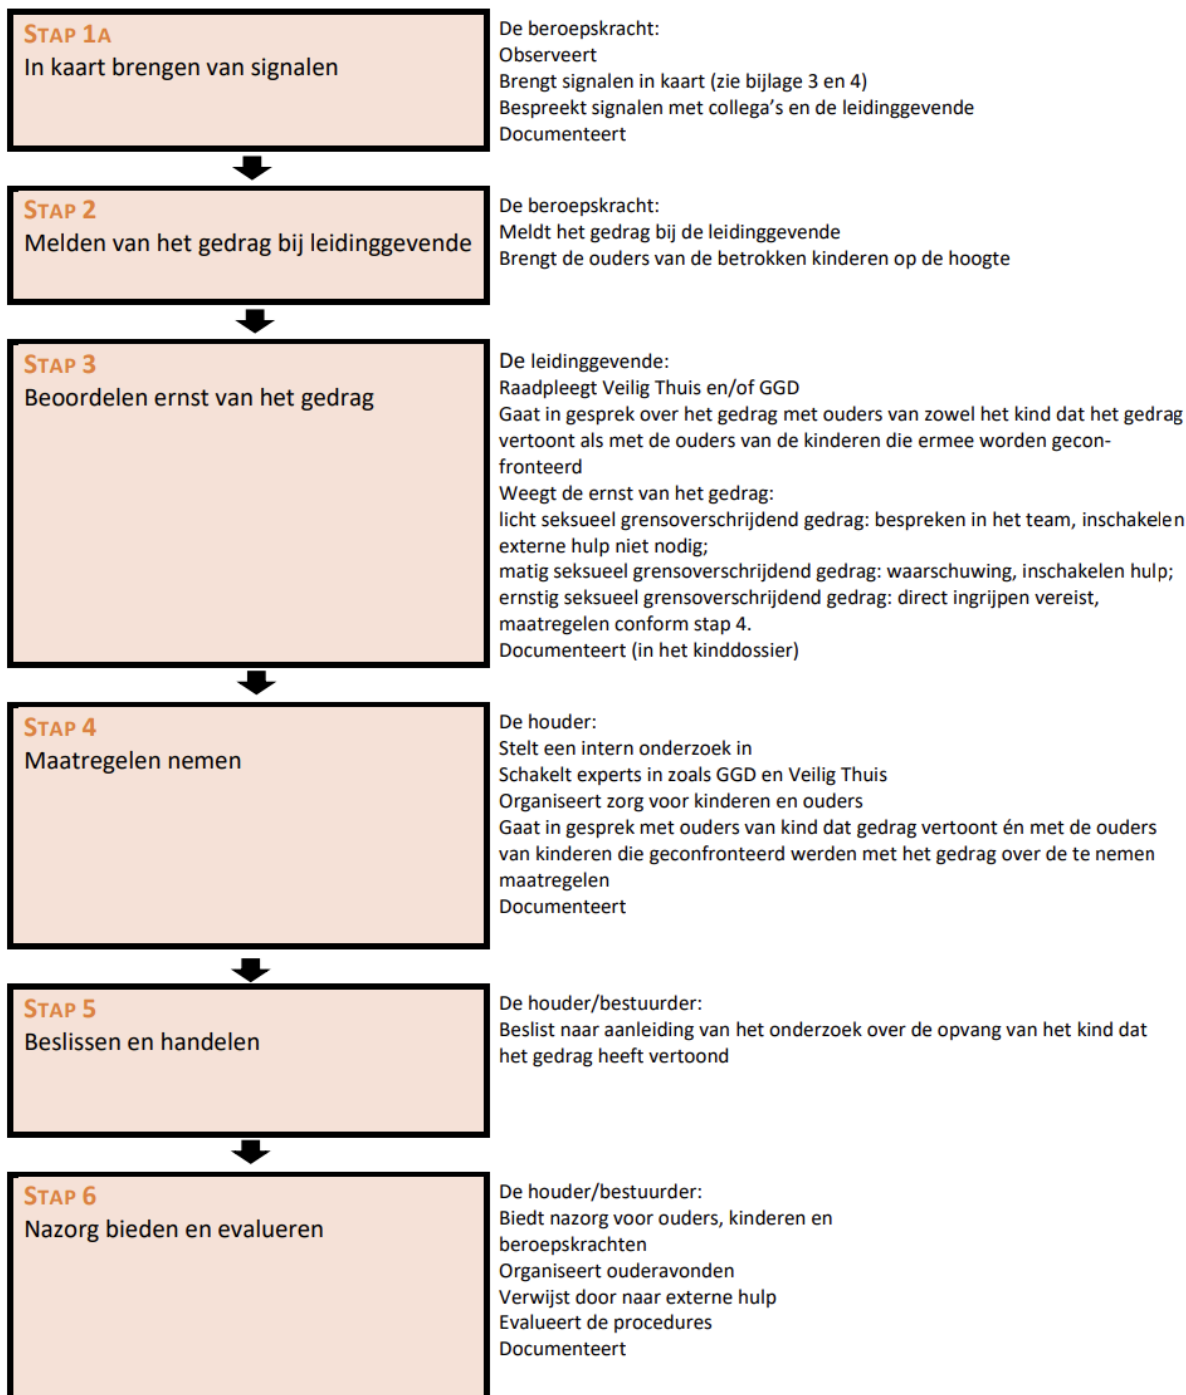 STAP 1A
In kaart brengen van signalen
De beroepskracht:
Observeert
Brengt signalen in kaart (zie bijlage 3 en 4)
Bespreekt signalen met collega’s en de leidinggevende
Documenteert
STAP 2
Melden van het gedrag bij leidinggevende
De beroepskracht:
Meldt het gedrag bij de leidinggevende
Brengt de ouders van de betrokken kinderen op de hoogte
STAP 3
Beoordelen ernst van het gedrag
De leidinggevende:
Raadpleegt Veilig Thuis en/of GGD
Gaat in gesprek over het gedrag met ouders van zowel het kind dat het gedrag
vertoont als met de ouders van de kinderen die ermee worden gecon-
fronteerd
Weegt de ernst van het gedrag:
licht seksueel grensoverschrijdend gedrag: bespreken in het team, inschakelen
externe hulp niet nodig;
matig seksueel grensoverschrijdend gedrag: waarschuwing, inschakelen hulp;
ernstig seksueel grensoverschrijdend gedrag: direct ingrijpen vereist,
maatregelen conform stap 4.
Documenteert (in het kinddossier)
STAP 4
Maatregelen nemen
De houder:
Stelt een intern onderzoek in
Schakelt experts in zoals GGD en Veilig Thuis
Organiseert zorg voor kinderen en ouders
Gaat in gesprek met ouders van kind dat gedrag vertoont én met de ouders
van kinderen die geconfronteerd werden met het gedrag over de te nemen
maatregelen
Documenteert
STAP 5
Beslissen en handelen
De houder/bestuurder:
Beslist naar aanleiding van het onderzoek over de opvang van het kind dat
het gedrag heeft vertoond
STAP 6
Nazorg bieden en evalueren
De houder/bestuurder:
Biedt nazorg voor ouders, kinderen en
beroepskrachten
Organiseert ouderavonden
Verwijst door naar externe hulp
Evalueert de procedures
Documenteert